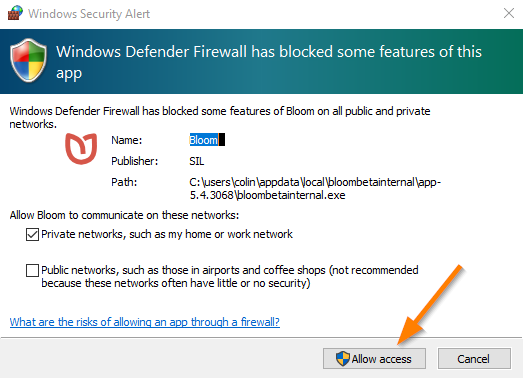 Windows Security Alert
Windows Defender Firewall has blocked some features of this
app
Windows Defender Firewall has blocked some features of Bloom on all public and private
networks.
Name: Bloom
Publisher: SIL
Path: C:\users\colin\appdata\local\bloombetainternal\app-
5.4.3068\bloombetainternal.exe
Allow Bloom to communicate on these networks:
Private networks, such as my home or work network
Public networks, such as those in airports and coffee shops (not recommended
because these networks often have little or no security)
What are the risks of allowing an app through a firewall?
Allow access Cancel